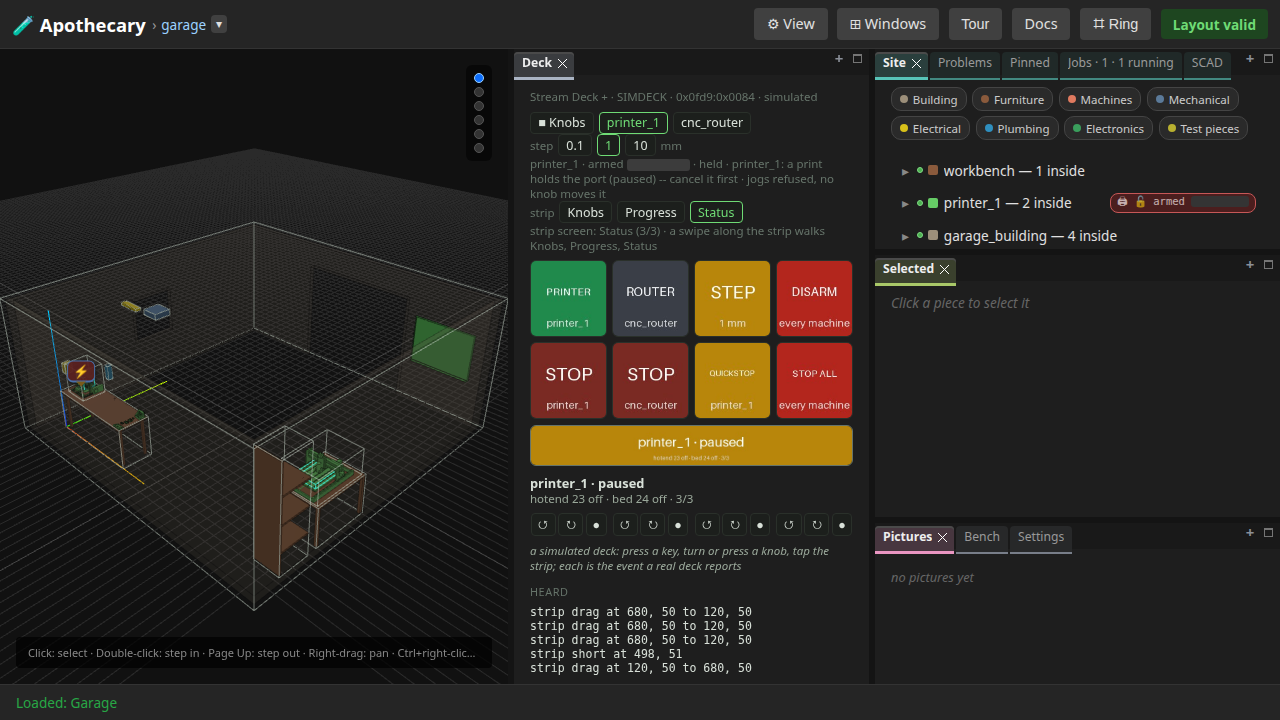 Apothecary › garage
View
Windows
Tour
Docs
Ring
Layout valid
Click: select · Double-click: step in · Page Up: step out · Right-drag: pan · Ctrl+right-clic…
Deck
Stream Deck + · SIMDECK · 0x0fd9:0x0084 · simulated
■ Knobs
printer_1
cnc_router
step 0.1 1 10 mm
printer_1 · armed · held · printer_1: a print
holds the port (paused) -- cancel it first · jogs refused, no
knob moves it
strip Knobs Progress Status
strip screen: Status (3/3) · a swipe along the strip walks
Knobs, Progress, Status
PRINTER
printer_1
ROUTER
cnc_router
STEP
1 mm
DISARM
every machine
STOP
printer_1
STOP
cnc_router
QUICKSTOP
printer_1
STOP ALL
every machine
printer_1 · paused
hotend 23 off · bed 24 off · 3/3
printer_1 · paused
hotend 23 off · bed 24 off · 3/3
a simulated deck: press a key, turn or press a knob, tap the
strip; each is the event a real deck reports
HEARD
strip drag at 680, 50 to 120, 50
strip drag at 680, 50 to 120, 50
strip drag at 680, 50 to 120, 50
strip short at 498, 51
strip drag at 120, 50 to 680, 50
Site
Problems
Pinned
Jobs · 1 · 1 running
SCAD
Building
Furniture
Machines
Mechanical
Electrical
Plumbing
Electronics
Test pieces
workbench — 1 inside
printer_1 — 2 inside
armed
garage_building — 4 inside
Selected
Click a piece to select it
Pictures
Bench
Settings
no pictures yet
Loaded: Garage